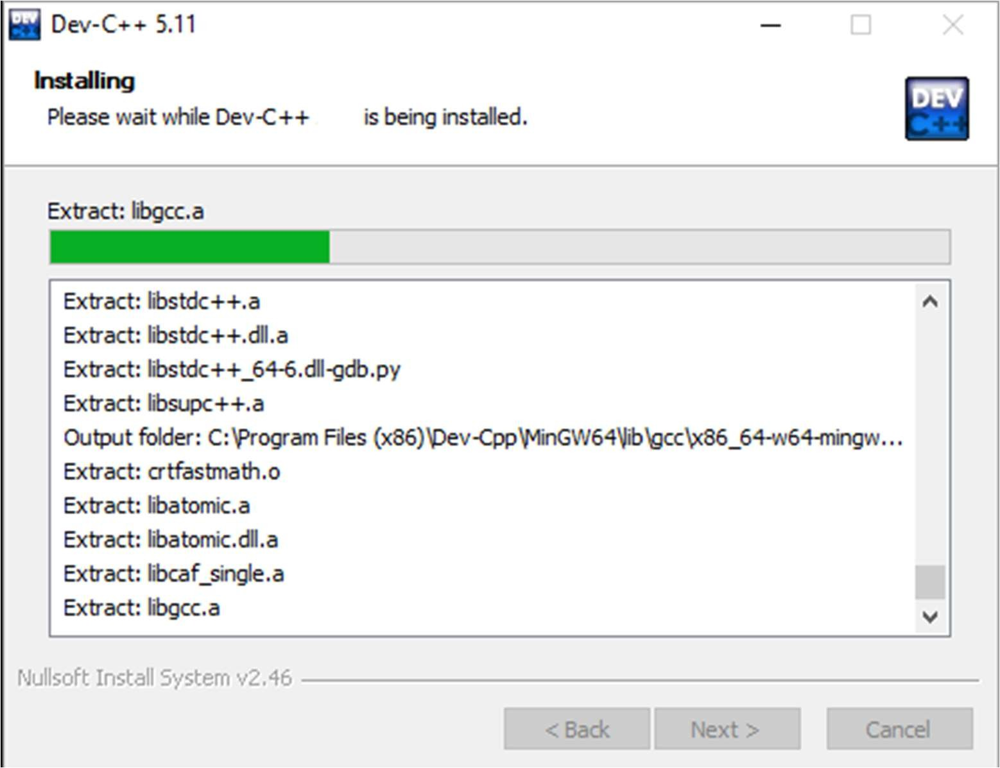 DEV
C++
Dev-C++ 5.11
Installing
Please wait while Dev-C++ is being installed.
DEV
C++
Extract: libgcc.a
Extract: libstdc++.a
Extract: libstdc++.dll.a
Extract: libstdc++_64-6.dll-gdb.py
Extract: libsupc++.a
Output folder: C:\Program Files (x86)\Dev-Cpp\MinGW64\lib\gcc\x86_64-w64-mingw...
Extract: crtfastmath.o
Extract: libatomic.a
Extract: libatomic.dll.a
Extract: libcaf_single.a
Extract: libgcc.a
Nullsoft Install System v2.46
< Back
Next >
Cancel